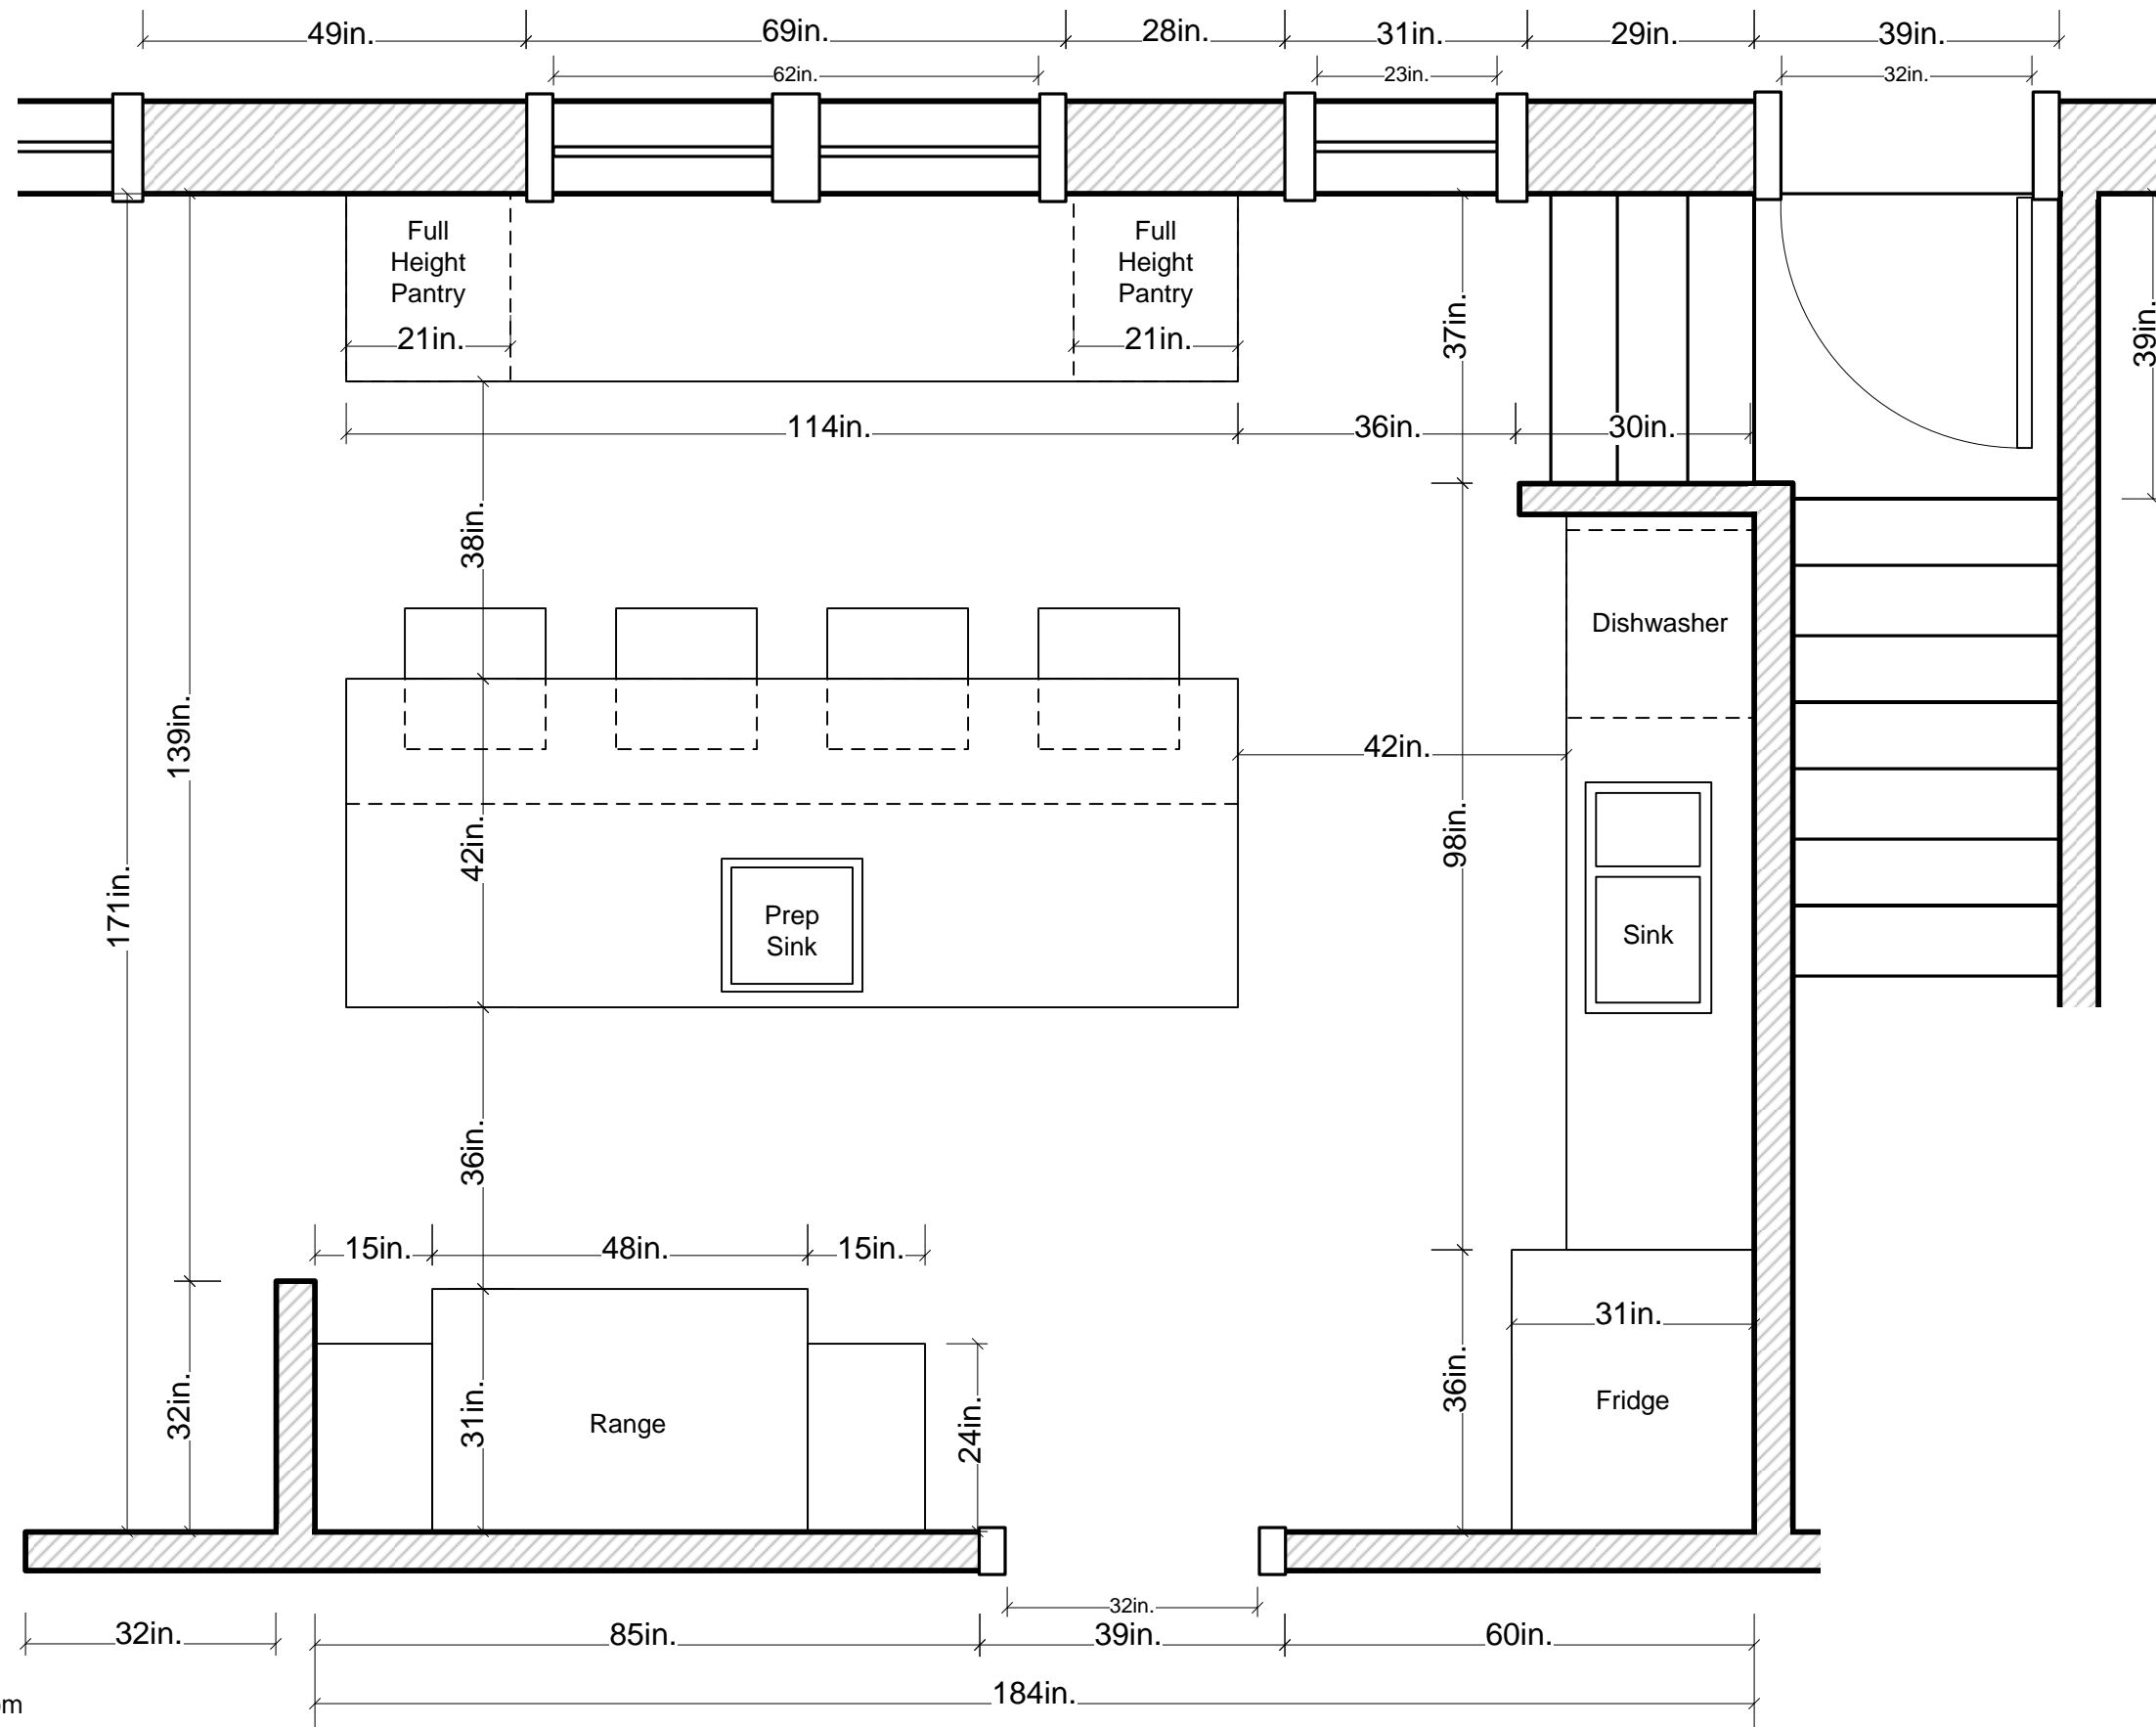 49in.
69in.
28in.
31in.
29in.
39in.
62in.
23in.
32in.
Full
Height
Pantry
21in.
Full
Height
Pantry
21in.
37in.
39in.
114in.
36in.
30in.
38in.
Dishwasher
139in.
42in.
42in.
98in.
171in.
Prep
Sink
Sink
36in.
15in.
48in.
15in.
31in.
32in.
31in.
Range
24in.
36in.
Fridge
32in.
32in.
85in.
39in.
60in.
184in.
m